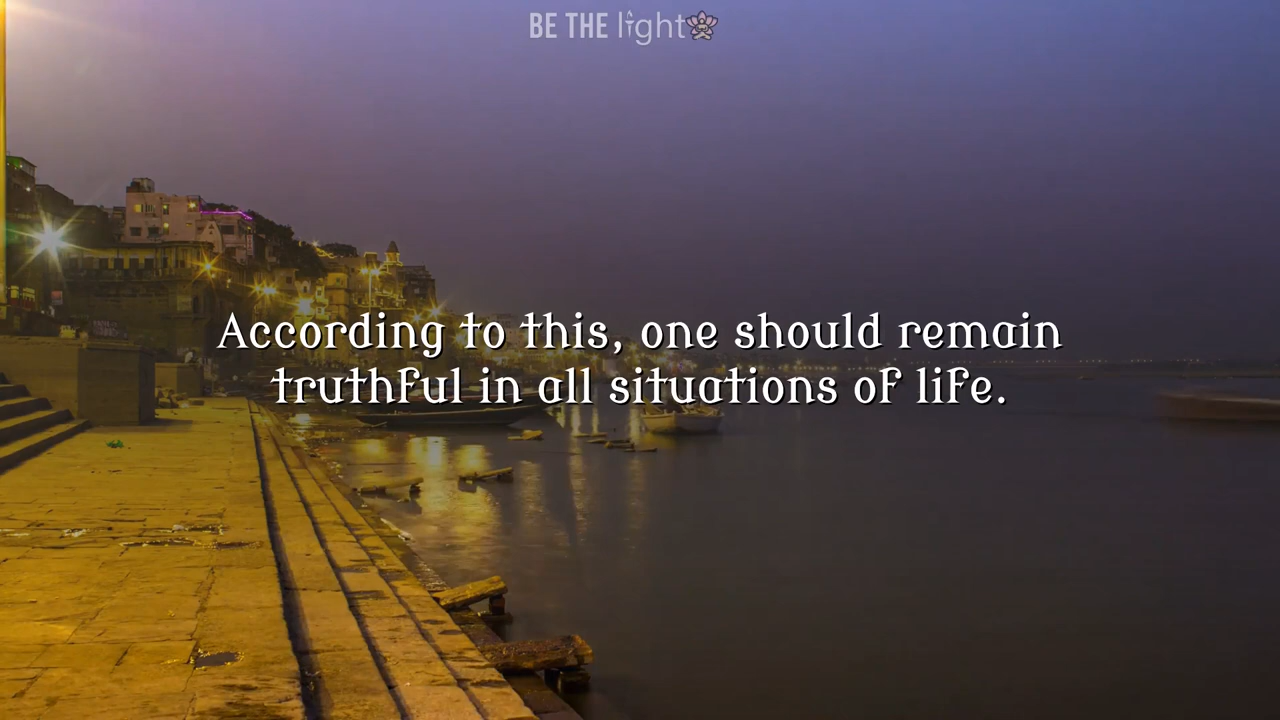 BE THE light
According to this, one should remain
truthful in all situations of life.